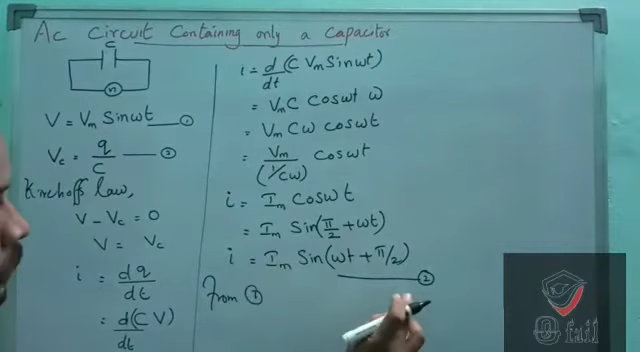 Ac Circuit Containing only a Capacitor
C
n
V = Vm Sinωt ①
Vc = q/C ②
Kirchoffs law,
V - Vc = 0
V = Vc
i = dq/dt
= d(C V)/dt
i = d/dt (C Vm Sinωt)
= Vm C Cosωt ω
= Vm Cω cosωt
= Vm/(1/Cω) cosωt
i = Im Cosωt
= Im Sin(π/2 + ωt)
i = Im Sin(ωt + π/2)
②
From ①
Q fail